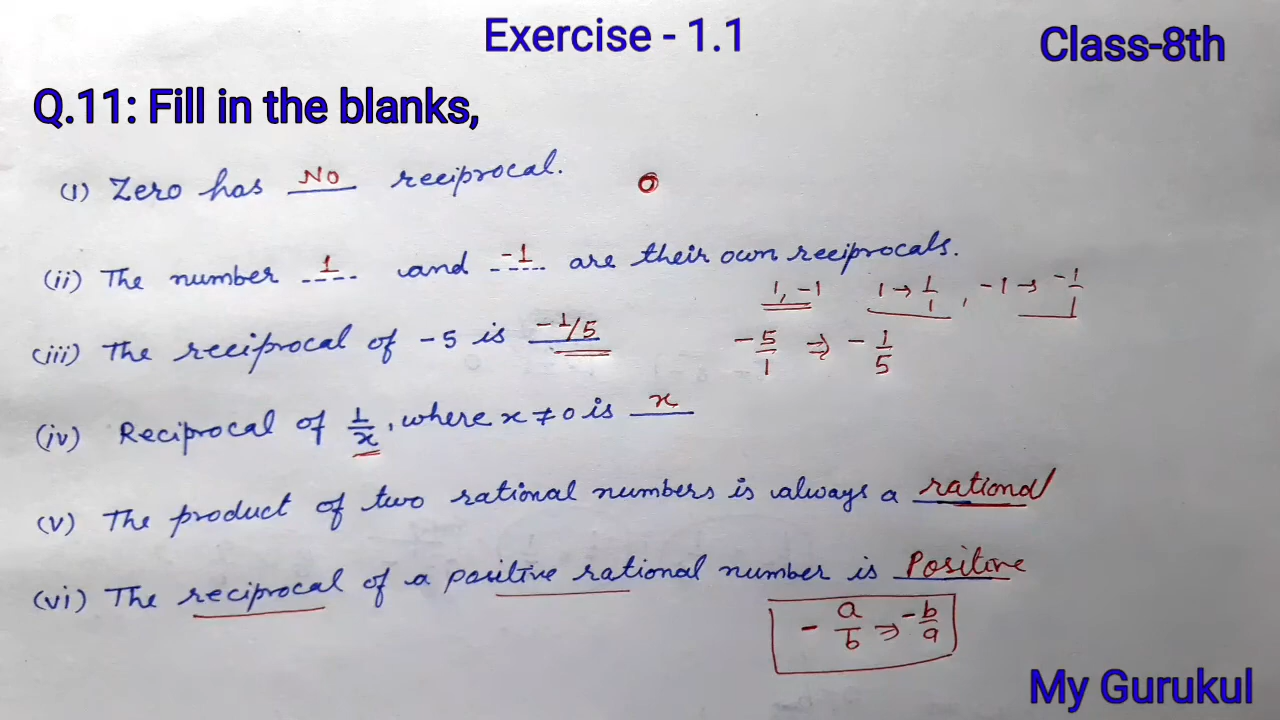 Exercise - 1.1
Class-8th
Q.11: Fill in the blanks,
(i) Zero has No reciprocal. 0
(ii) The number 1 and -1 are their own reciprocals.
1, -1 1 → 1/1 , -1 → -1/1
(iii) The reciprocal of -5 is -1/5
-5/1 ⇒ -1/5
(iv) Reciprocal of 1/x, where x ≠ 0 is x
(v) The product of two rational numbers is always a rational
(vi) The reciprocal of a positive rational number is Positive
- a/b ⇒ -b/a
My Gurukul